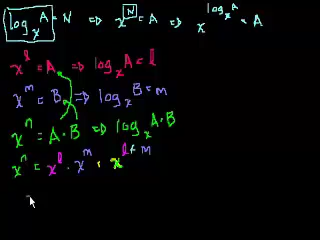 log_x A = N ⇒ x^N = A ⇒ x^(log_x A) = A
x^l = A ⇒ log_x A = l
x^m = B ⇒ log_x B = m
x^n = A · B ⇒ log_x A · B
x^n = x^l · x^m = x^(l + m)